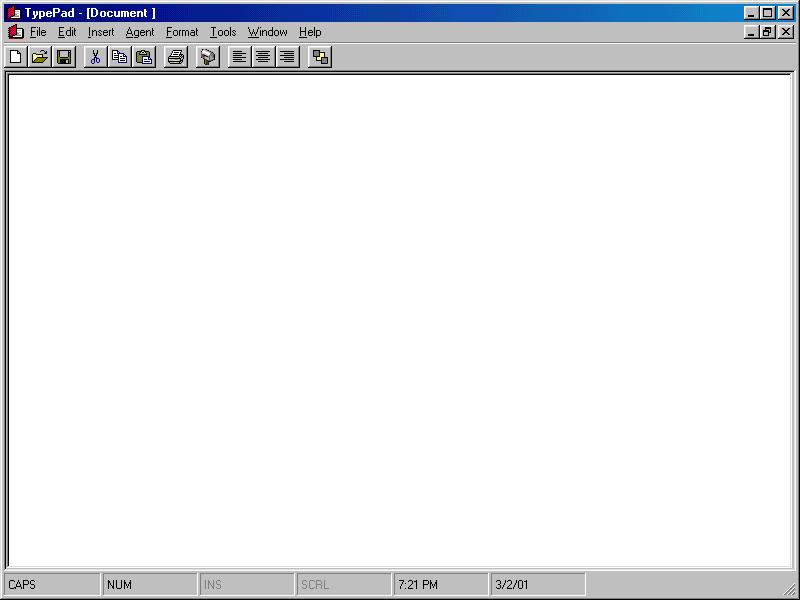 TypePad - [Document ]
File Edit Insert Agent Format Tools Window Help
CAPS NUM INS SCRL 7:21 PM 3/2/01